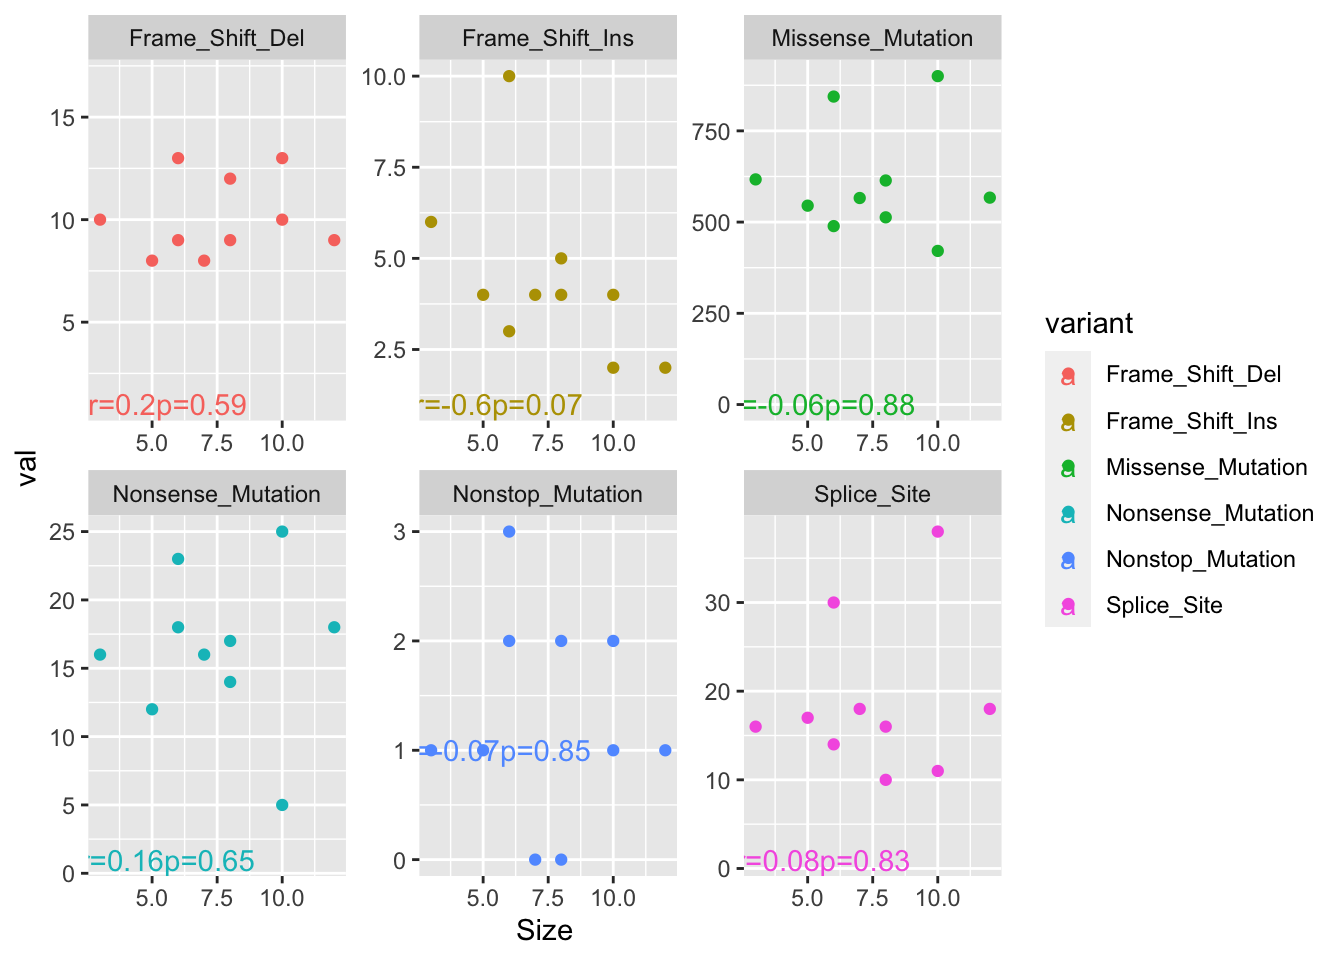 Frame_Shift_Del
Frame_Shift_Ins
Missense_Mutation
15
10
5
r=0.2p=0.59
5.0 7.5 10.0
10.0
7.5
5.0
2.5
r=-0.6p=0.07
5.0 7.5 10.0
750
500
250
0
=-0.06p=0.88
5.0 7.5 10.0
val
Nonsense_Mutation
Nonstop_Mutation
Splice_Site
25
20
15
10
5
0
r=0.16p=0.65
5.0 7.5 10.0
3
2
1
0
=-0.07p=0.85
5.0 7.5 10.0
30
20
10
0
r=0.08p=0.83
5.0 7.5 10.0
Size
variant
a Frame_Shift_Del
a Frame_Shift_Ins
a Missense_Mutation
a Nonsense_Mutation
a Nonstop_Mutation
a Splice_Site